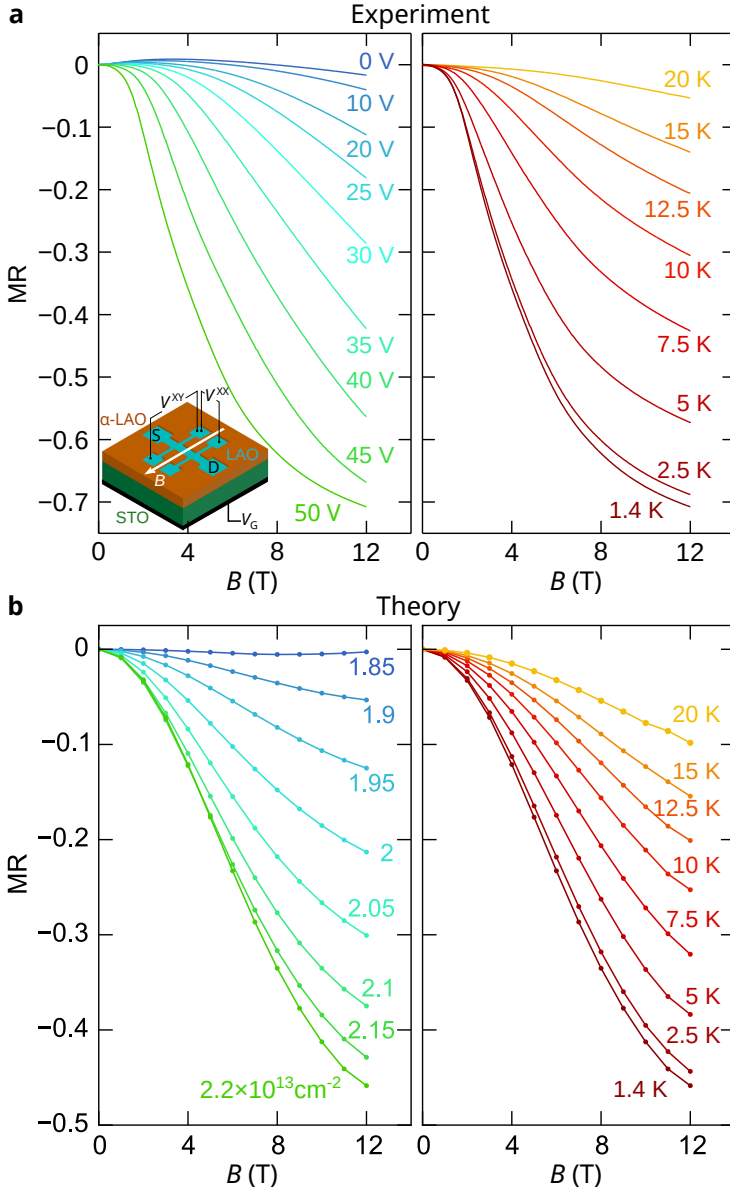 a
Experiment
MR
0
−0.1
−0.2
−0.3
−0.4
−0.5
−0.6
−0.7
0 V
10 V
20 V
25 V
30 V
35 V
40 V
45 V
50 V
α-LAO
V^XY
V^XX
S
LAO
D
B
STO
V_G
0
4
8
12
B (T)
20 K
15 K
12.5 K
10 K
7.5 K
5 K
2.5 K
1.4 K
0
4
8
12
B (T)
b
Theory
MR
0
−0.1
−0.2
−0.3
−0.4
−0.5
1.85
1.9
1.95
2
2.05
2.1
2.15
2.2×10¹³cm⁻²
0
4
8
12
B (T)
20 K
15 K
12.5 K
10 K
7.5 K
5 K
2.5 K
1.4 K
0
4
8
12
B (T)